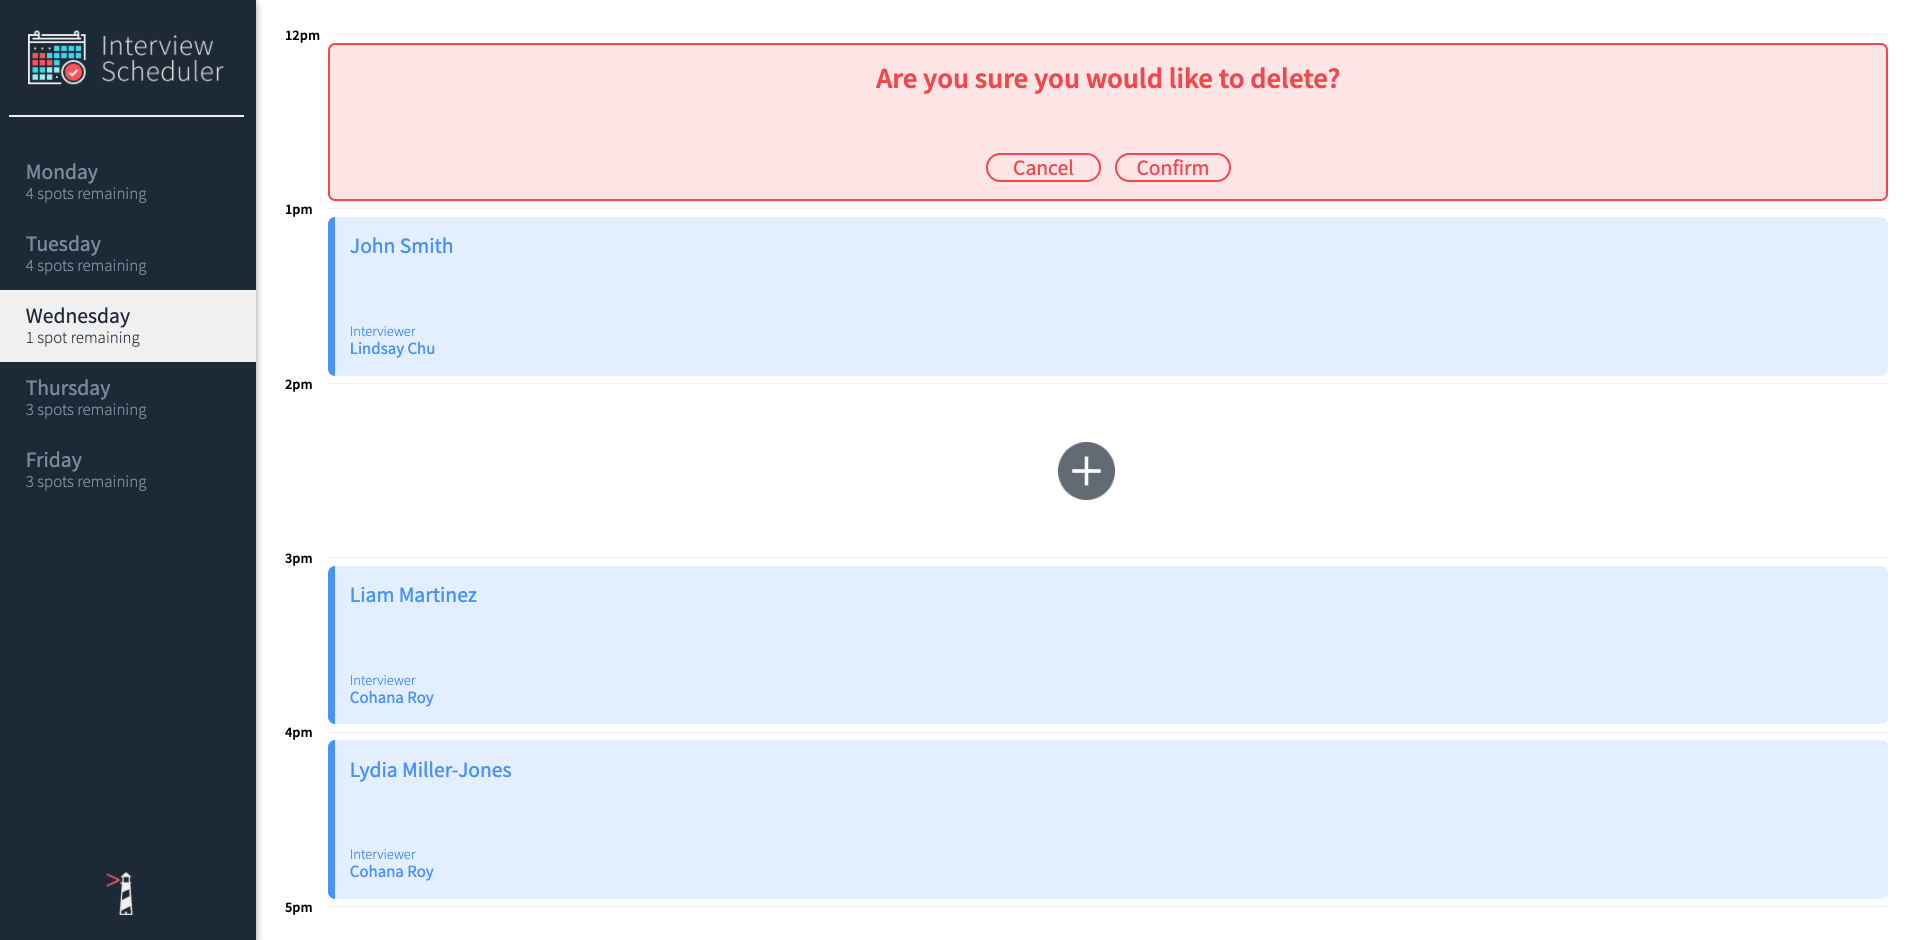 Interview
Scheduler
Monday
4 spots remaining
Tuesday
4 spots remaining
Wednesday
1 spot remaining
Thursday
3 spots remaining
Friday
3 spots remaining
12pm
Are you sure you would like to delete?
Cancel
Confirm
1pm
John Smith
Interviewer
Lindsay Chu
2pm
3pm
Liam Martinez
Interviewer
Cohana Roy
4pm
Lydia Miller-Jones
Interviewer
Cohana Roy
5pm